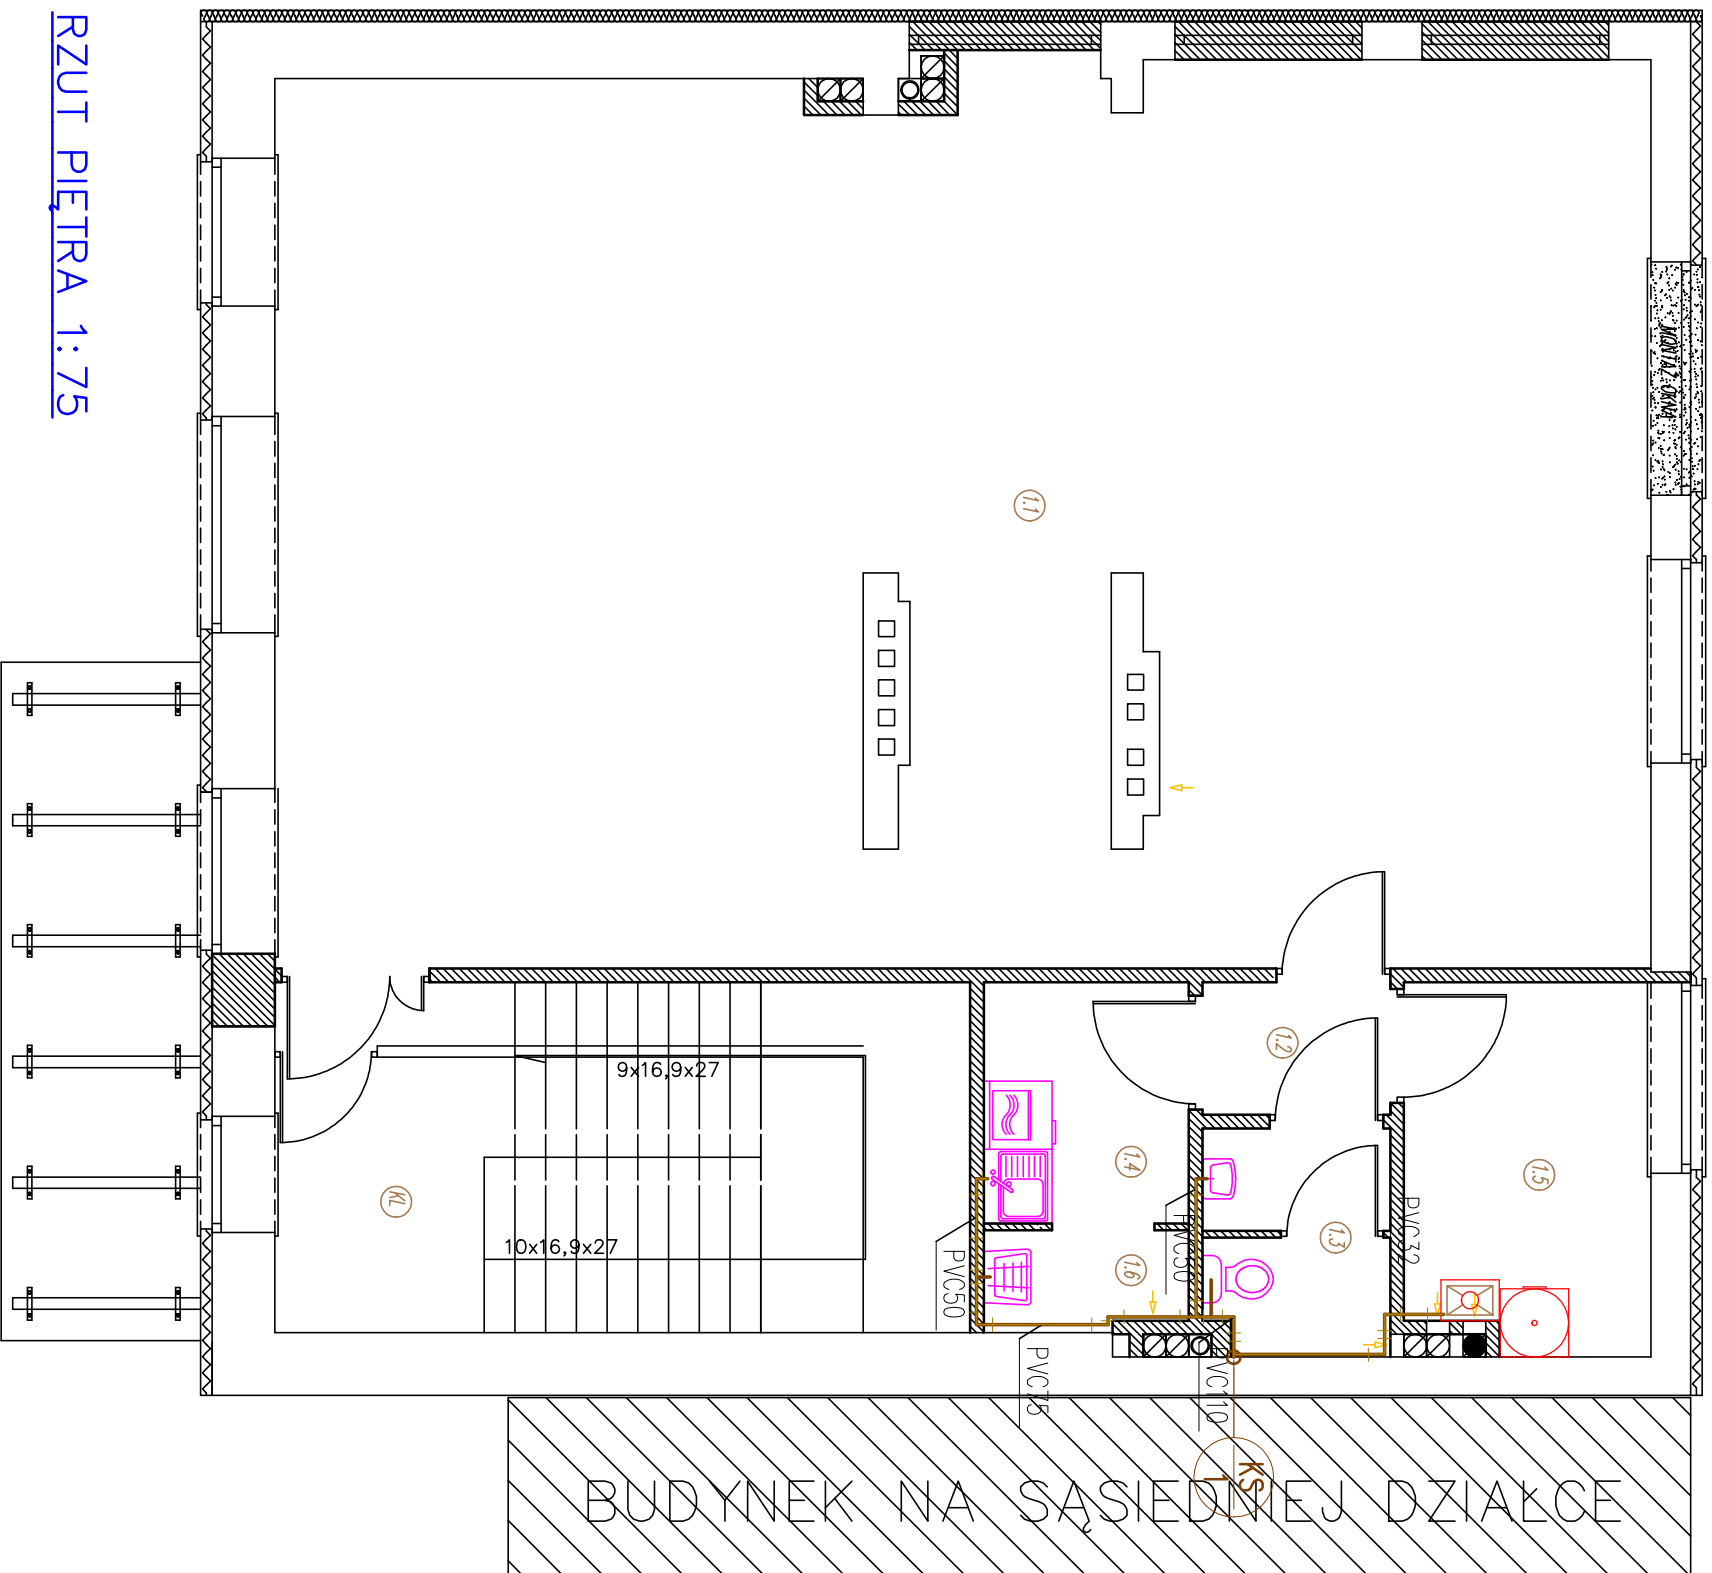 RZUT PIĘTRA 1:75
MONTAŻ OKNA
1.1
1.2
1.5
1.4
1.3
1.6
KL
9x16,9x27
10x16,9x27
PVC32
PVC50
PVC50
PVC75
PVC110
KS
1
BUDYNEK NA SĄSIEDNIEJ DZIAŁCE